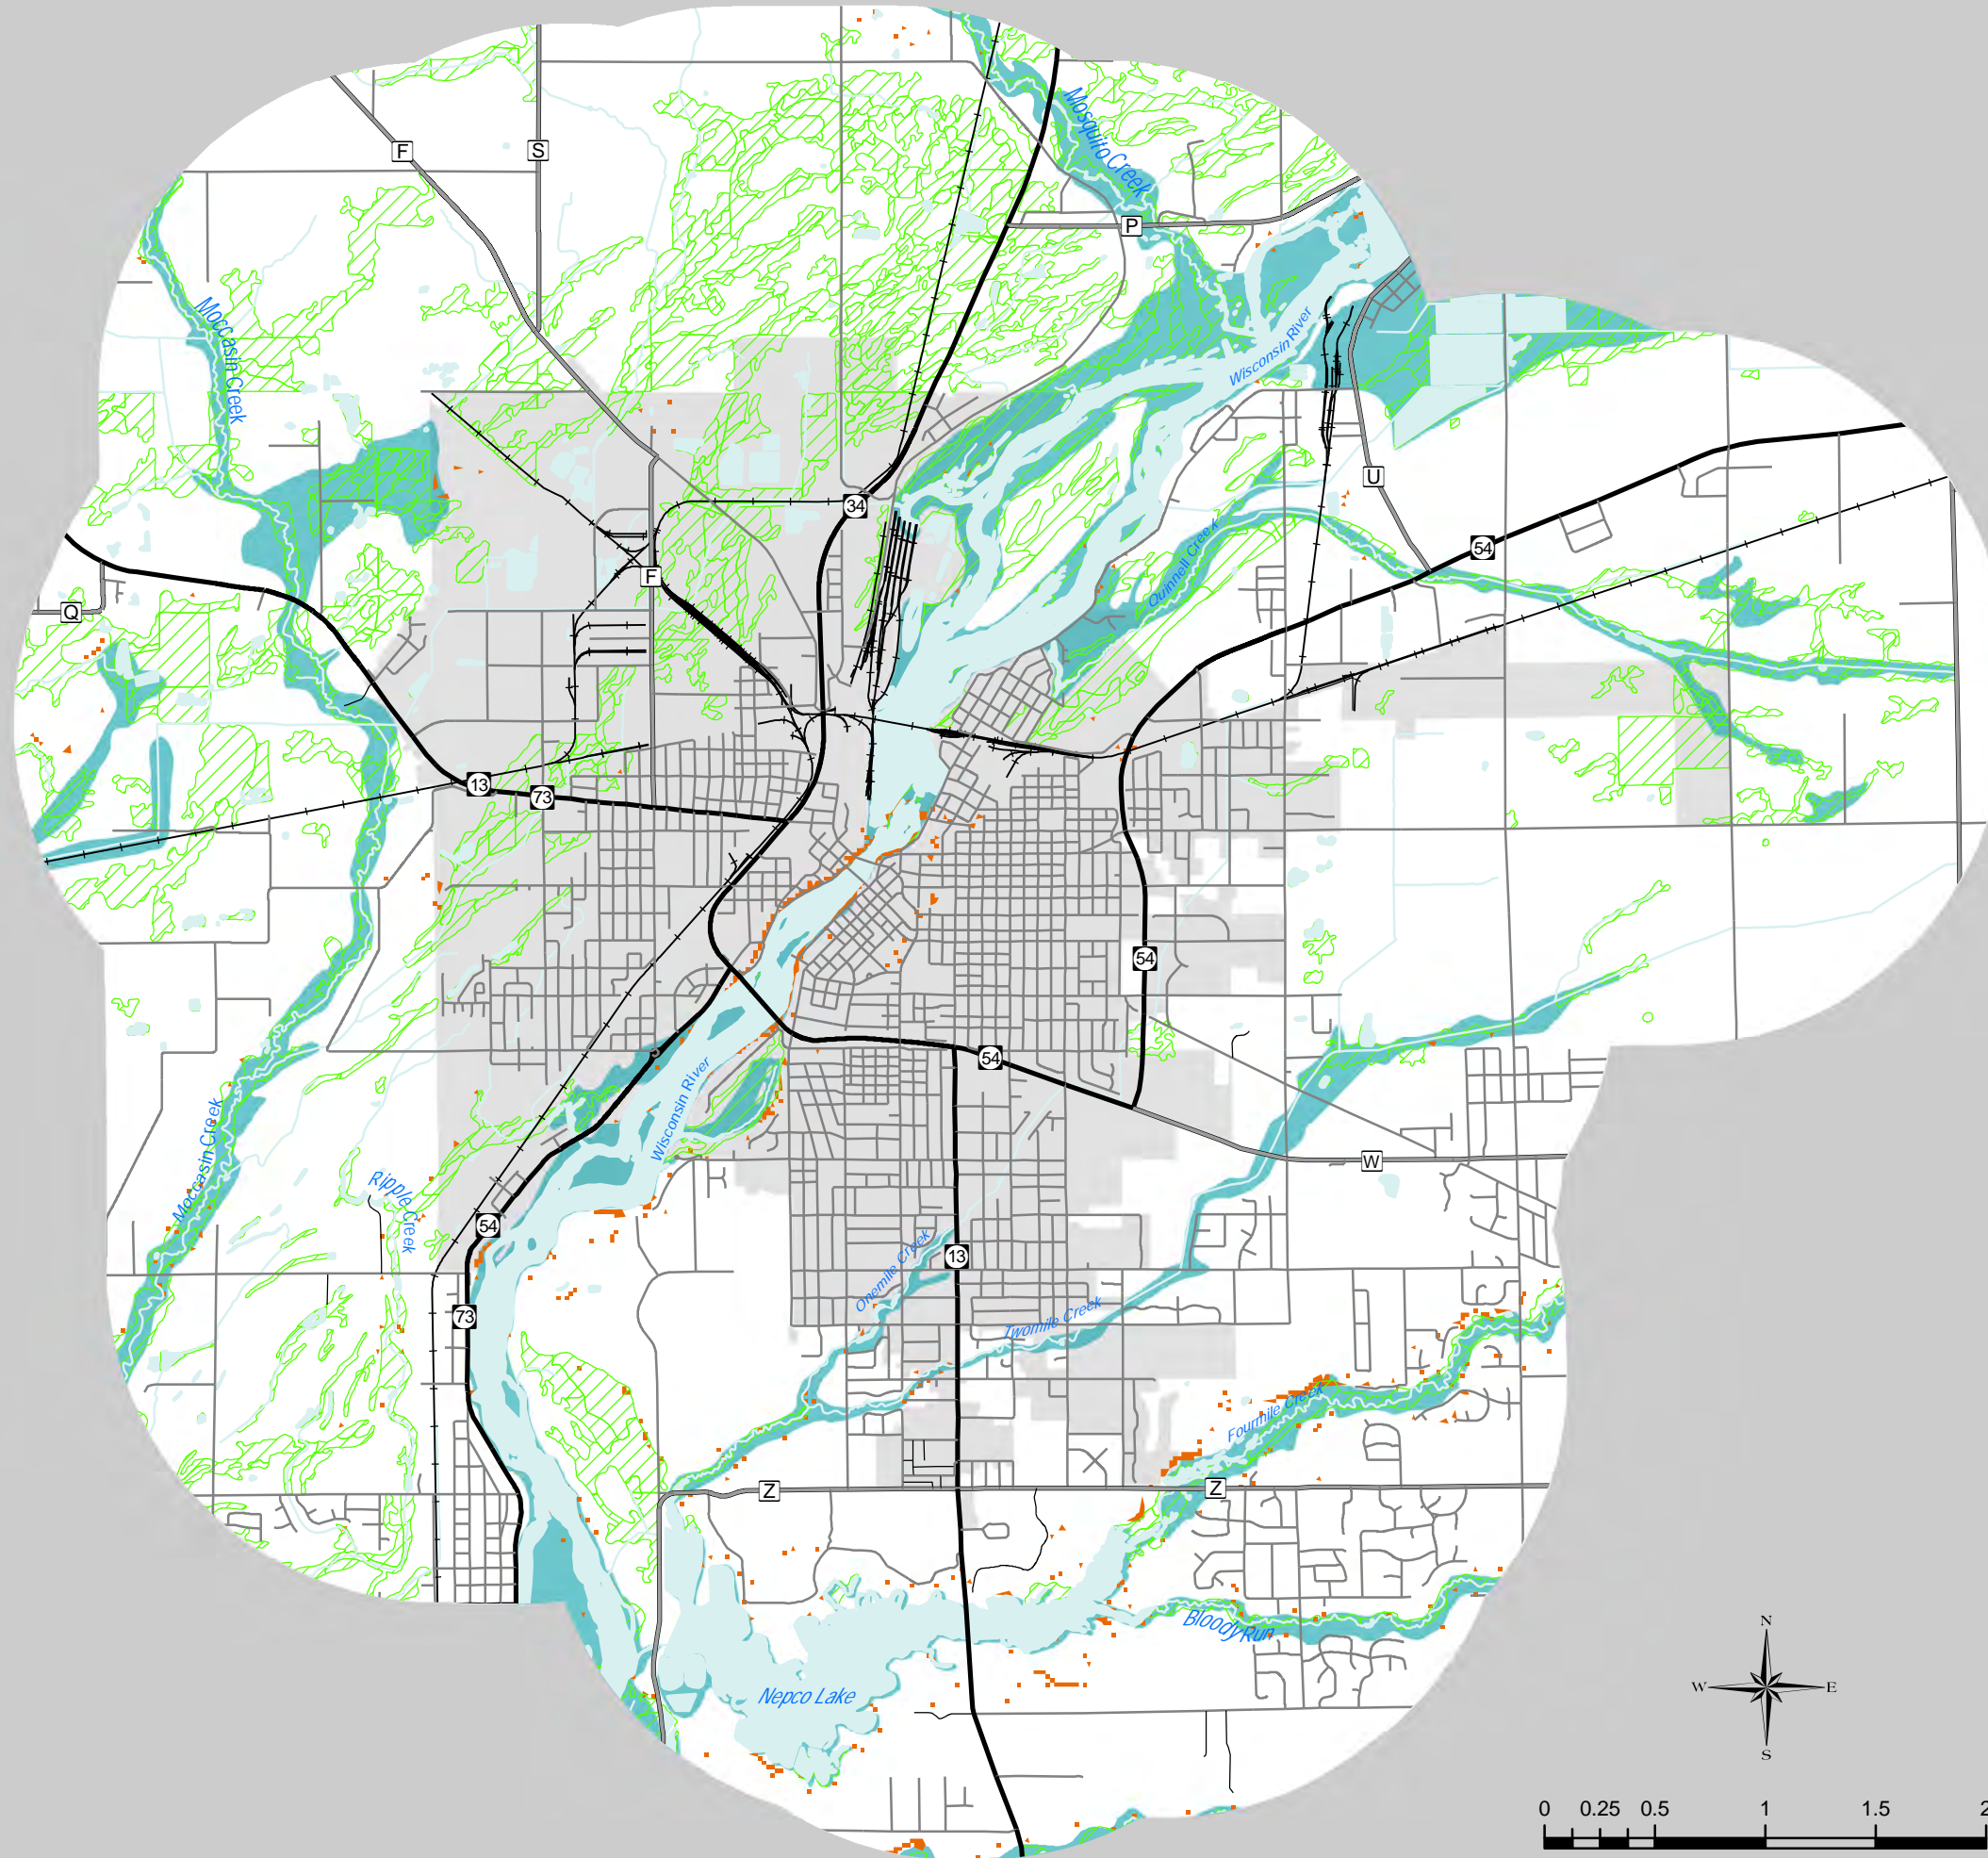 Mosquito Creek
F
S
P
Moccasin Creek
Wisconsin River
U
34
54
Quinnell Creek
F
Q
13
73
54
54
Wisconsin River
Moccasin Creek
W
Ripple Creek
54
Onemile Creek
13
73
Twomile Creek
Fourmile Creek
Z
Z
Bloody Run
Nepco Lake
N
W
E
S
0 0.25 0.5 1 1.5 2